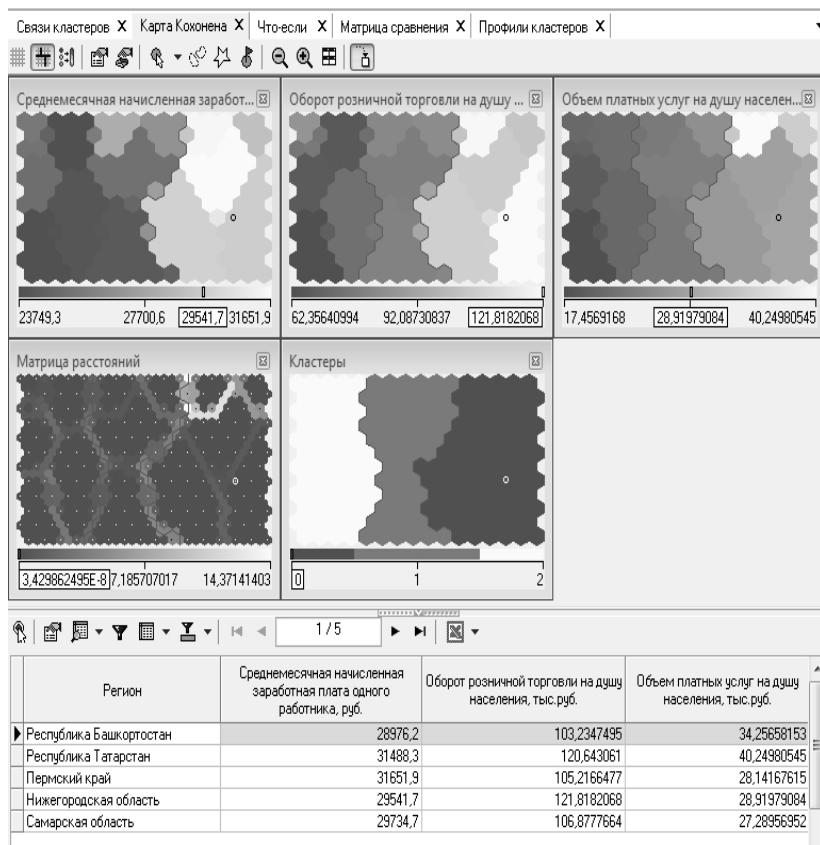 Связи кластеров X Карта Кохонена X Что-если X Матрица сравнения X Профили кластеров X
Среднемесячная начисленная заработ... Оборот розничной торговли на душу ... Объем платных услуг на душу населен...
23749,3 27700,6 29541,7 31651,9 62,35640994 92,08730837 121,8182068 17,4569168 28,91979084 40,24980545
Матрица расстояний Кластеры
3,429862495E-8 7,185707017 14,37141403 0 1 2
1 / 5
Регион Среднемесячная начисленная заработная плата одного работника, руб. Оборот розничной торговли на душу населения, тыс.руб. Объем платных услуг на душу населения, тыс.руб.
Республика Башкортостан 28976,2 103,2347495 34,25658153
Республика Татарстан 31488,3 120,643061 40,24980545
Пермский край 31651,9 105,2166477 28,14167615
Нижегородская область 29541,7 121,8182068 28,91979084
Самарская область 29734,7 106,8777664 27,28956952